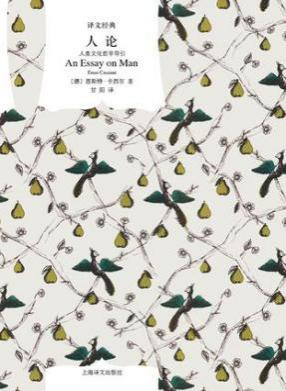 译文经典
人论
人类文化哲学导引
An Essay on Man
Ernst Cassirer
〔德〕恩斯特·卡西尔 著
甘阳 译
上海译文出版社